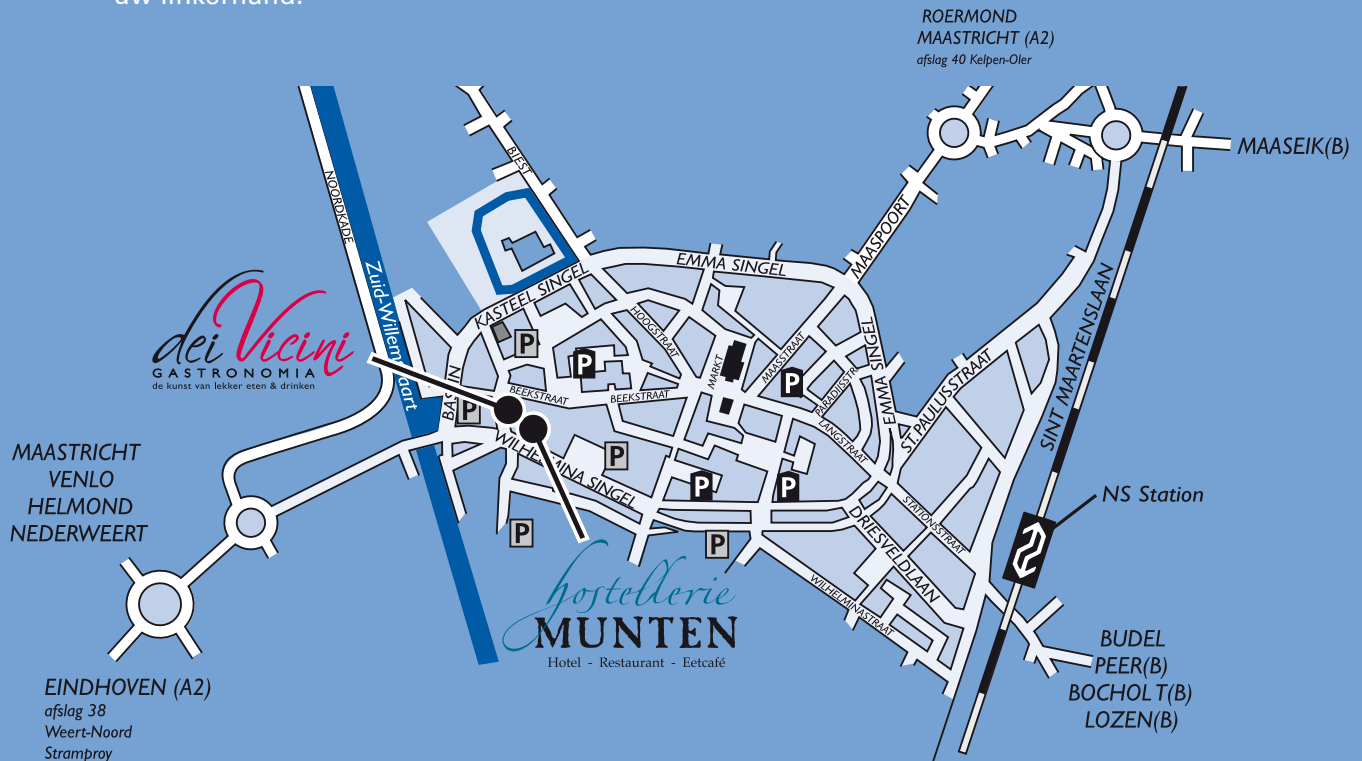 uw linkerhand.
ROERMOND
MAASTRICHT (A2)
afslag 40 Kelpen-Oler
MAASEIK(B)
BIEST
NOORDKADE
MAASPOORT
EMMA SINGEL
Zuid-Willemsvaart
KASTEEL SINGEL
dei Vicini
GASTRONOMIA
de kunst van lekker eten & drinken
HOOGSTRAAT
MARKT
MAASSTRAAT
PARADIJSSTR
EMMA SINGEL
ST. PAULUSSTRAAT
SINT MAARTENSLAAN
P
P
P
BEEKSTRAAT
BEEKSTRAAT
P
LANGSTRAAT
WILHELMINA SINGEL
P
P
P
MAASTRICHT
VENLO
HELMOND
NEDERWEERT
NS Station
STATIONSSTRAAT
DRIESVELDLAAN
P
P
WILHELMINASTRAAT
hostellerie
MUNTEN
Hotel - Restaurant - Eetcafé
BUDEL
PEER(B)
BOCHOLT(B)
LOZEN(B)
EINDHOVEN (A2)
afslag 38
Weert-Noord
Stramproy